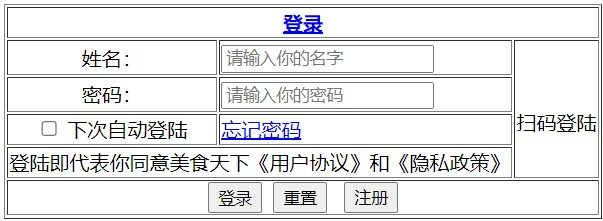 登录
姓名： 请输入你的名字
密码： 请输入你的密码
扫码登陆
下次自动登陆 忘记密码
登陆即代表你同意美食天下《用户协议》和《隐私政策》
登录 重置 注册